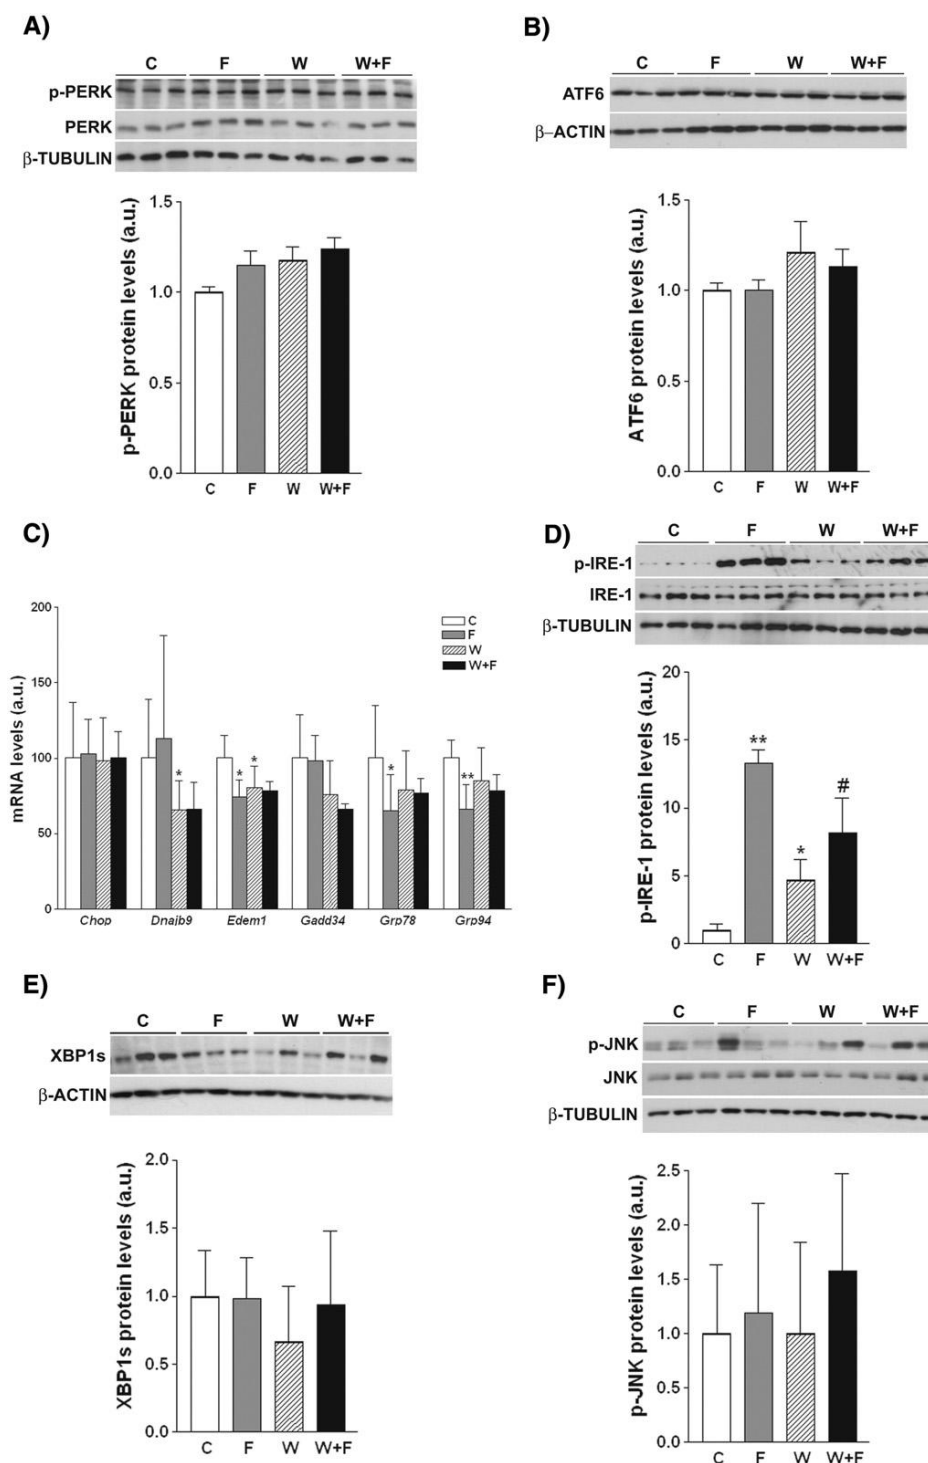 A)
C F W W+F
p-PERK
PERK
β-TUBULIN
p-PERK protein levels (a.u.)
1.5
1.0
0.5
0.0
C F W W+F
B)
C F W W+F
ATF6
β-ACTIN
ATF6 protein levels (a.u.)
1.5
1.0
0.5
0.0
C F W W+F
C)
mRNA levels (a.u.)
200
150
100
50
0
C
F
W
W+F
* * * * **
Chop Dnajb9 Edem1 Gadd34 Grp78 Grp94
D)
C F W W+F
p-IRE-1
IRE-1
β-TUBULIN
p-IRE-1 protein levels (a.u.)
20
15
10
5
0
** * #
C F W W+F
E)
C F W W+F
XBP1s
β-ACTIN
XBP1s protein levels (a.u.)
2.0
1.5
1.0
0.5
0.0
C F W W+F
F)
C F W W+F
p-JNK
JNK
β-TUBULIN
p-JNK protein levels (a.u.)
2.5
2.0
1.5
1.0
0.5
0.0
C F W W+F